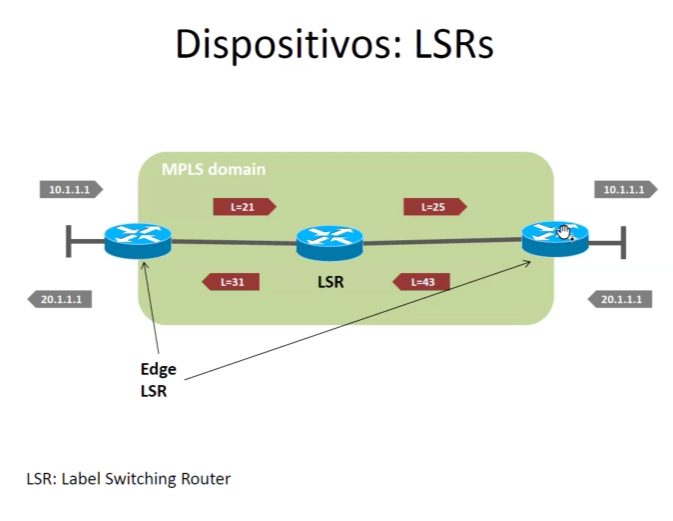 Dispositivos: LSRs
MPLS domain
10.1.1.1
L=21
L=25
10.1.1.1
L=31
LSR
L=43
20.1.1.1
20.1.1.1
Edge
LSR
LSR: Label Switching Router